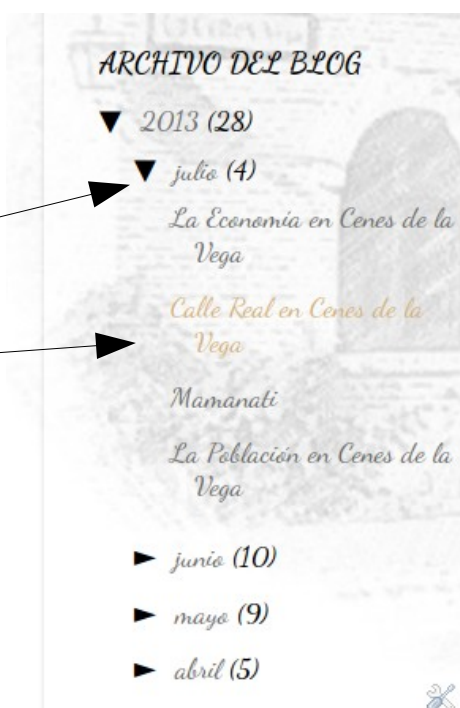 ARCHIVO DEL BLOG
▼ 2013 (28)
▼ julio (4)
La Economía en Cenes de la
Vega
Calle Real en Cenes de la
Vega
Mamanati
La Población en Cenes de la
Vega
► junio (10)
► mayo (9)
► abril (5)